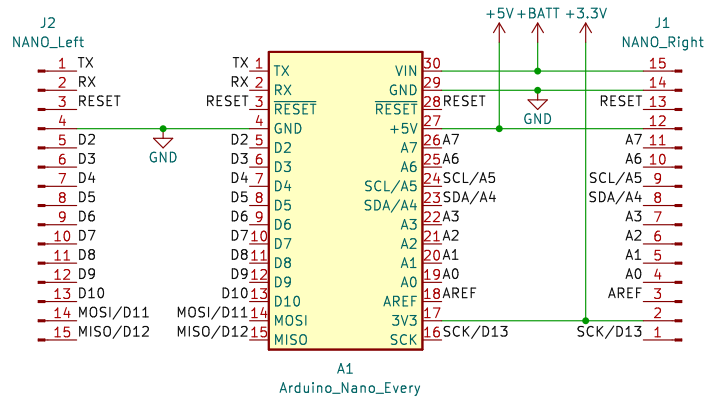 +5V +BATT +3.3V
J2 J1
NANO_Left NANO_Right
1 TX TX 1 TX VIN 30 15
2 RX RX 2 RX GND 29 14
3 RESET RESET 3 RESET RESET 28 RESET RESET 13
4 4 GND +5V 27 12
GND GND
5 D2 D2 5 D2 A7 26 A7 A7 11
6 D3 D3 6 D3 A6 25 A6 A6 10
7 D4 D4 7 D4 SCL/A5 24 SCL/A5 SCL/A5 9
8 D5 D5 8 D5 SDA/A4 23 SDA/A4 SDA/A4 8
9 D6 D6 9 D6 A3 22 A3 A3 7
10 D7 D7 10 D7 A2 21 A2 A2 6
11 D8 D8 11 D8 A1 20 A1 A1 5
12 D9 D9 12 D9 A0 19 A0 A0 4
13 D10 D10 13 D10 AREF 18 AREF AREF 3
14 MOSI/D11 MOSI/D11 14 MOSI 3V3 17 2
15 MISO/D12 MISO/D12 15 MISO SCK 16 SCK/D13 SCK/D13 1
A1
Arduino_Nano_Every